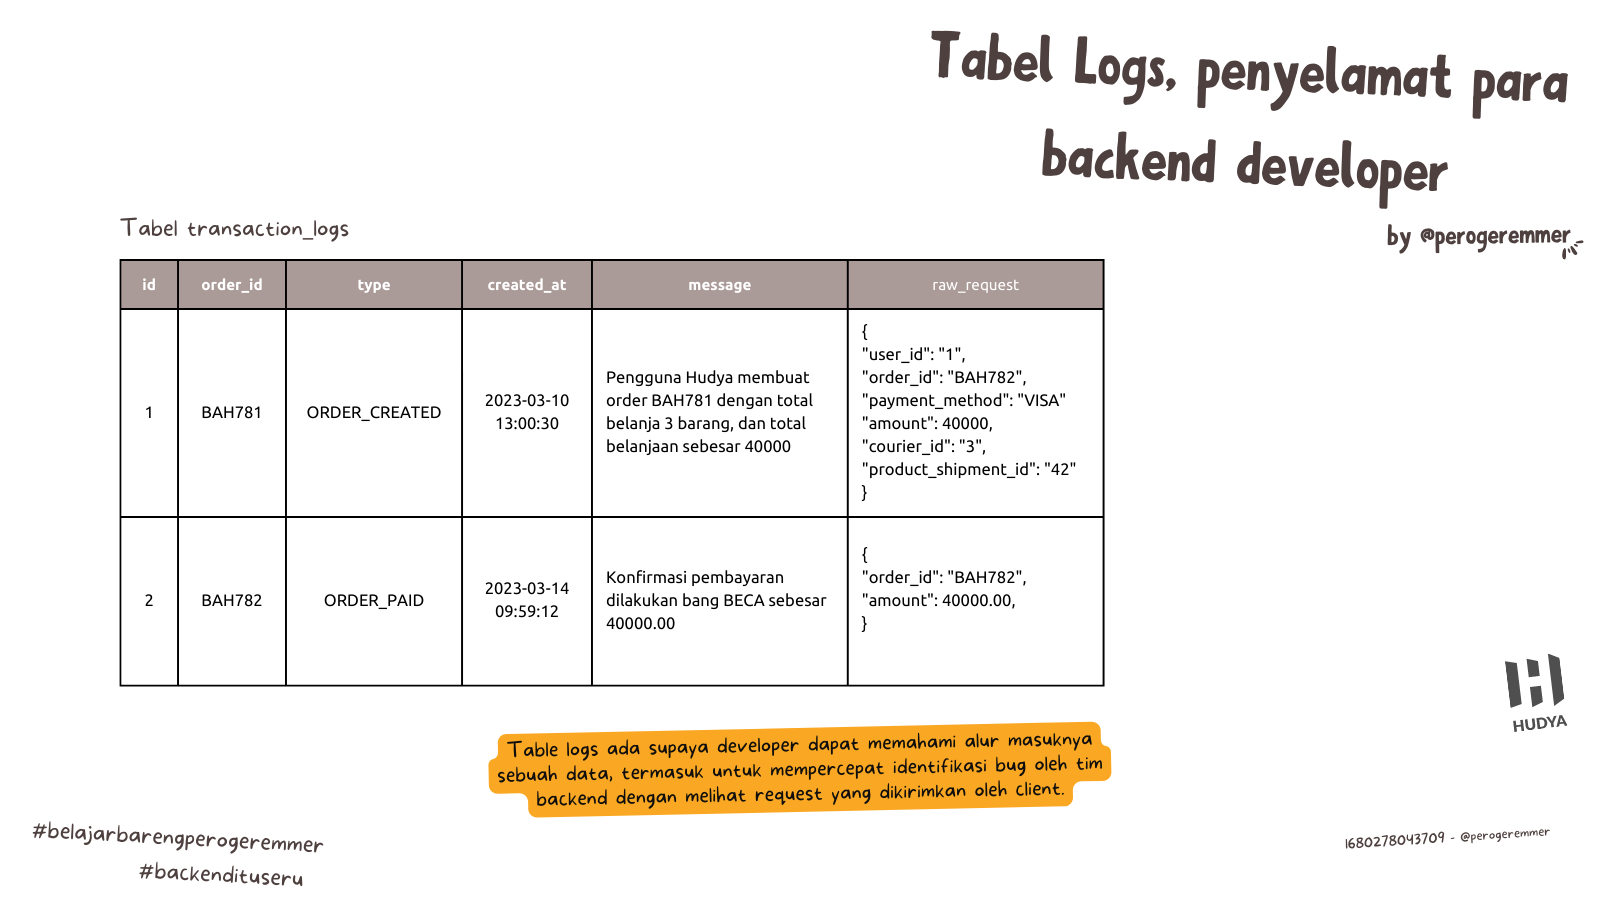 Tabel Logs, penyelamat para
backend developer
by @perogeremmer
Tabel transaction_logs
id order_id type created_at message raw_request
1 BAH781 ORDER_CREATED
2023-03-10
13:00:30
Pengguna Hudya membuat
order BAH781 dengan total
belanja 3 barang, dan total
belanjaan sebesar 40000
{
"user_id": "1",
"order_id": "BAH782",
"payment_method": "VISA"
"amount": 40000,
"courier_id": "3",
"product_shipment_id": "42"
}
2 BAH782 ORDER_PAID
2023-03-14
09:59:12
Konfirmasi pembayaran
dilakukan bang BECA sebesar
40000.00
{
"order_id": "BAH782",
"amount": 40000.00,
}
HUDYA
Table logs ada supaya developer dapat memahami alur masuknya
sebuah data, termasuk untuk mempercepat identifikasi bug oleh tim
backend dengan melihat request yang dikirimkan oleh client.
#belajarbarengperogeremmer
#backendituseru
1680278043709 - @perogeremmer